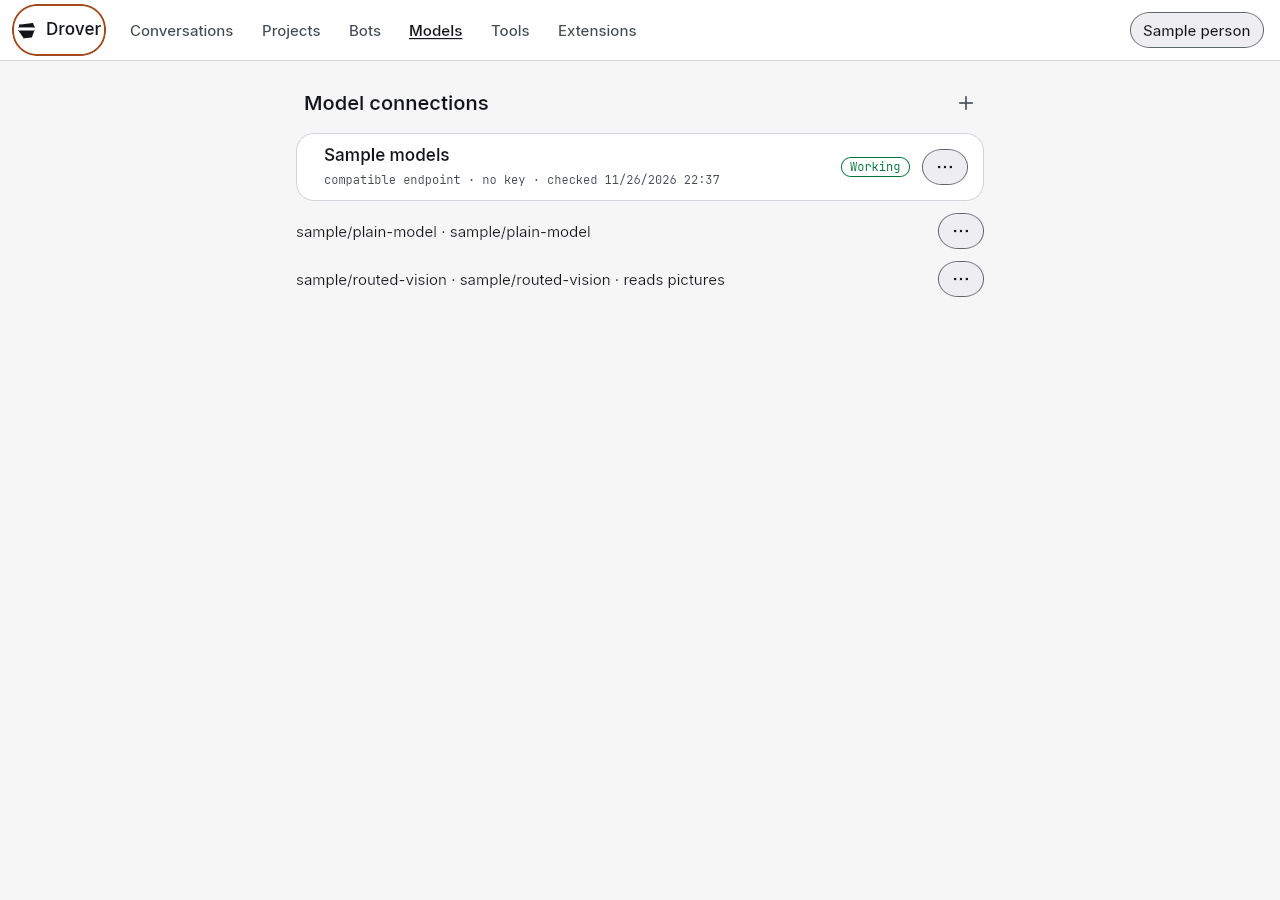 Drover
Conversations
Projects
Bots
Models
Tools
Extensions
Sample person
Model connections
Sample models
compatible endpoint · no key · checked 11/26/2026 22:37
Working
sample/plain-model · sample/plain-model
sample/routed-vision · sample/routed-vision · reads pictures